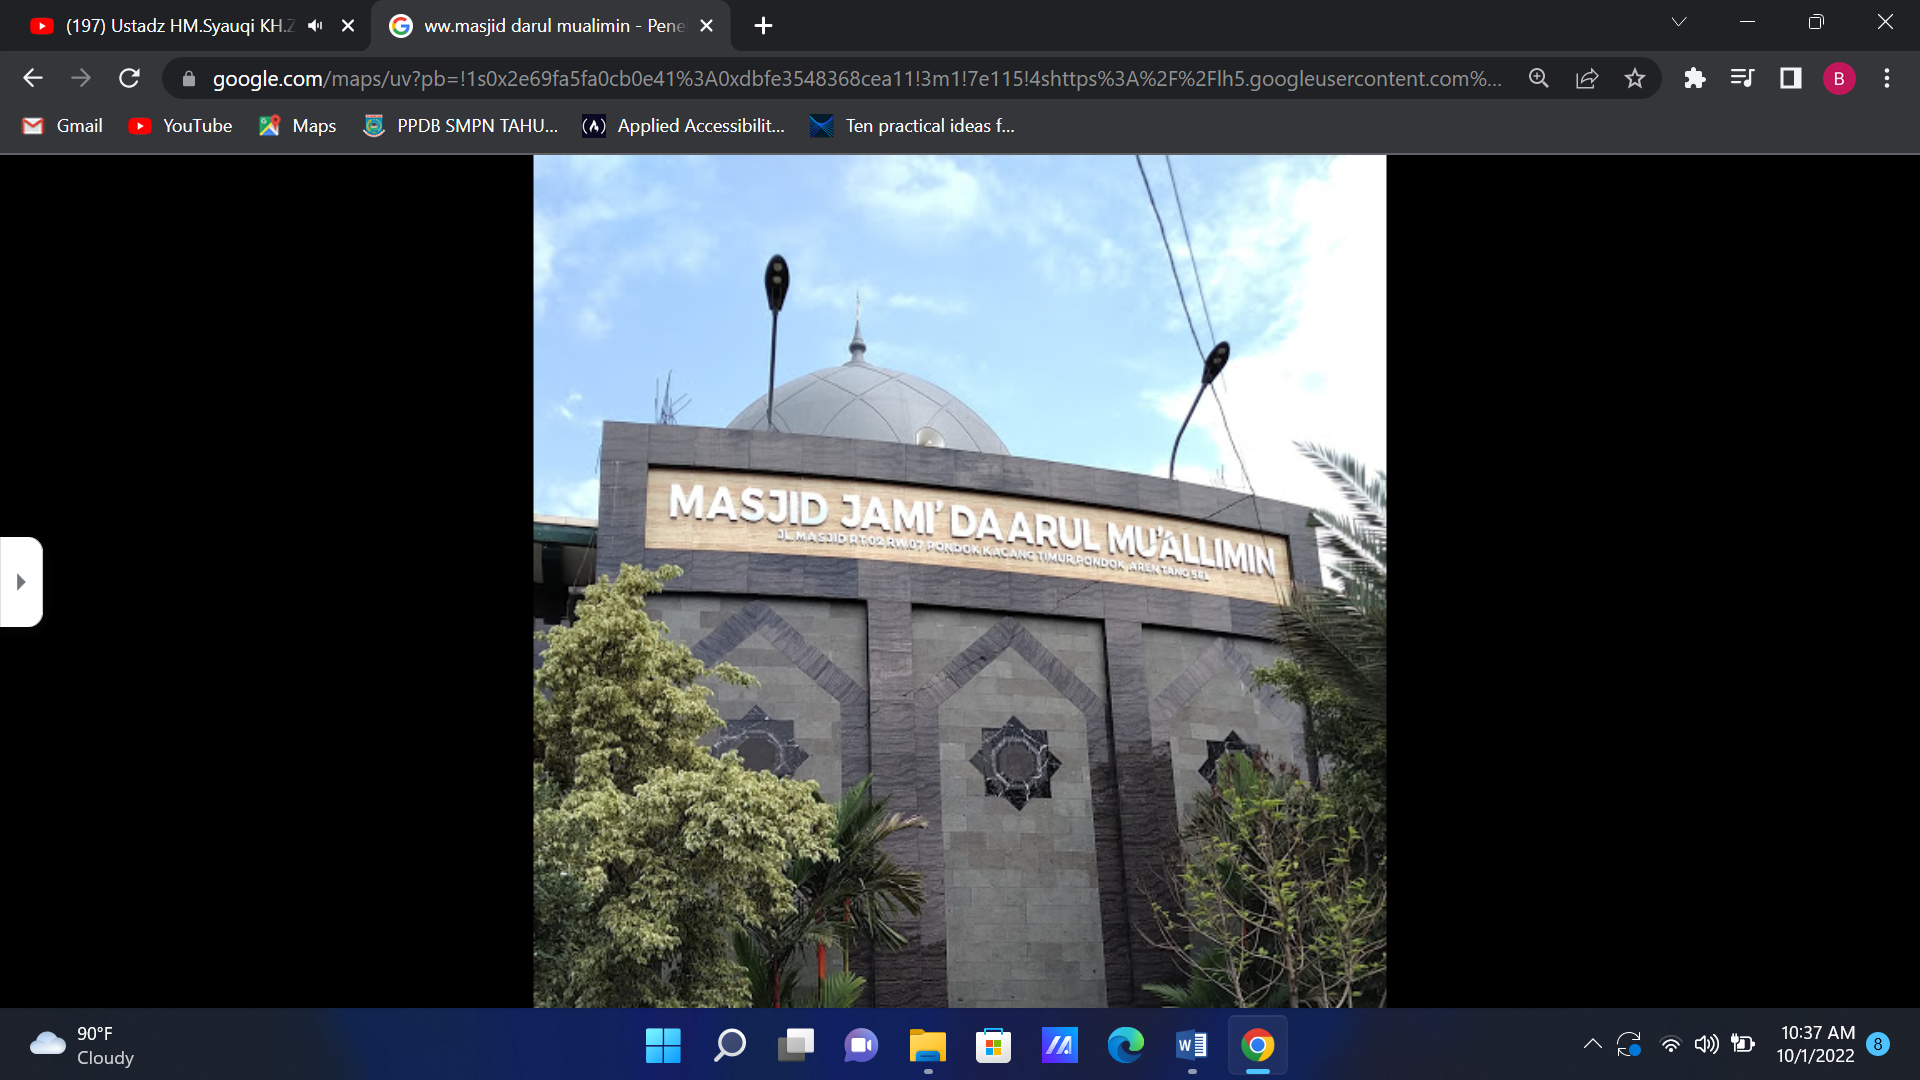 (197) Ustadz HM.Syauqi KH.Z
ww.masjid darul mualimin - Pene
google.com/maps/uv?pb=!1s0x2e69fa5fa0cb0e41%3A0xdbfe3548368cea11!3m1!7e115!4shttps%3A%2F%2Flh5.googleusercontent.com%...
B
Gmail
YouTube
Maps
PPDB SMPN TAHU...
Applied Accessibilit...
Ten practical ideas f...
MASJID JAMI' DAARUL MU'ALLIMIN
JL. MASJID RT.02 RW.07 PONDOK KACANG TIMUR, PONDOK AREN TANG SEL
90°F
Cloudy
W
10:37 AM
10/1/2022
8